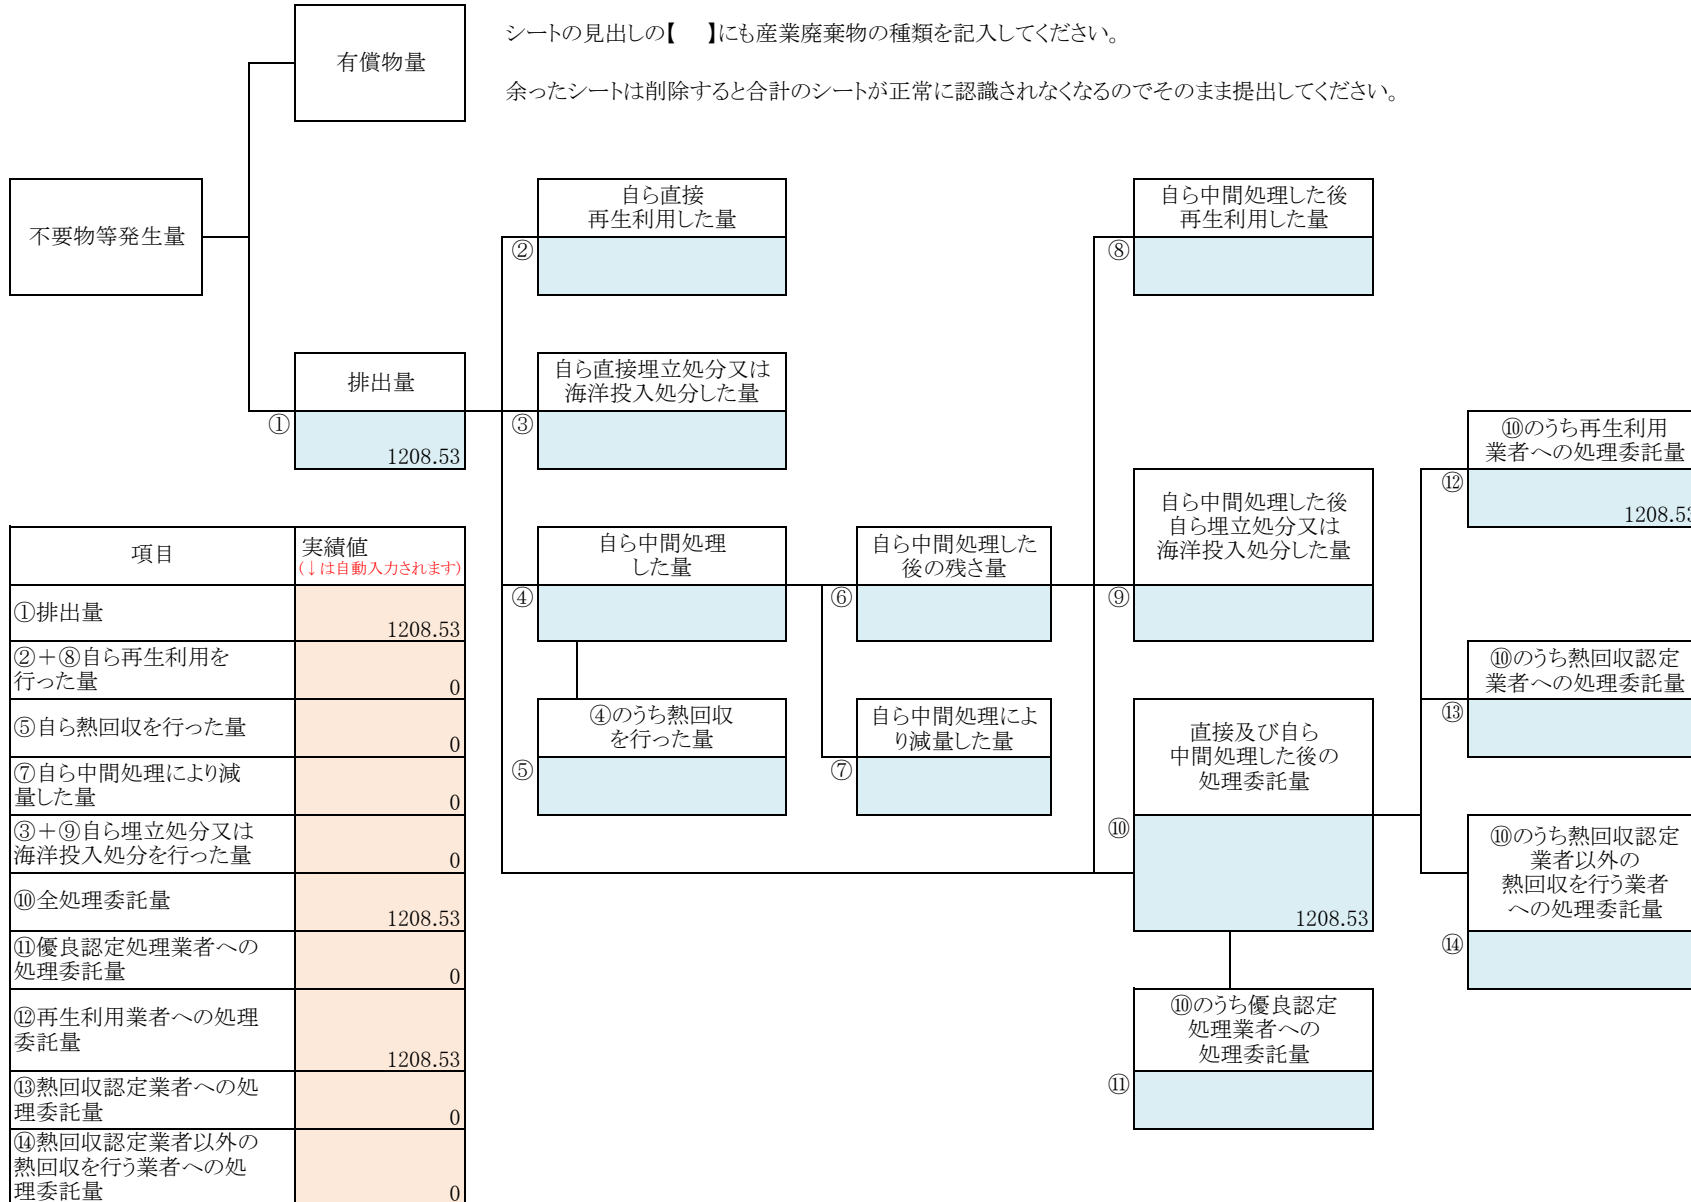 シートの見出しの【　】にも産業廃棄物の種類を記入してください。
余ったシートは削除すると合計のシートが正常に認識されなくなるのでそのまま提出してください。
有償物量
不要物等発生量
排出量
①
1208.53
自ら直接
再生利用した量
②
自ら直接埋立処分又は
海洋投入処分した量
③
自ら中間処理
した量
④
④のうち熱回収
を行った量
⑤
自ら中間処理した
後の残さ量
⑥
自ら中間処理によ
り減量した量
⑦
自ら中間処理した後
再生利用した量
⑧
自ら中間処理した後
自ら埋立処分又は
海洋投入処分した量
⑨
直接及び自ら
中間処理した後の
処理委託量
⑩
1208.53
⑩のうち優良認定
処理業者への
処理委託量
⑪
⑩のうち再生利用
業者への処理委託量
⑫
1208.53
⑩のうち熱回収認定
業者への処理委託量
⑬
⑩のうち熱回収認定
業者以外の
熱回収を行う業者
への処理委託量
⑭
項目
実績値
(↓は自動入力されます)
①排出量
1208.53
②＋⑧自ら再生利用を
行った量
0
⑤自ら熱回収を行った量
0
⑦自ら中間処理により減
量した量
0
③＋⑨自ら埋立処分又は
海洋投入処分を行った量
0
⑩全処理委託量
1208.53
⑪優良認定処理業者への
処理委託量
0
⑫再生利用業者への処理
委託量
1208.53
⑬熱回収認定業者への処
理委託量
0
⑭熱回収認定業者以外の
熱回収を行う業者への処
理委託量
0